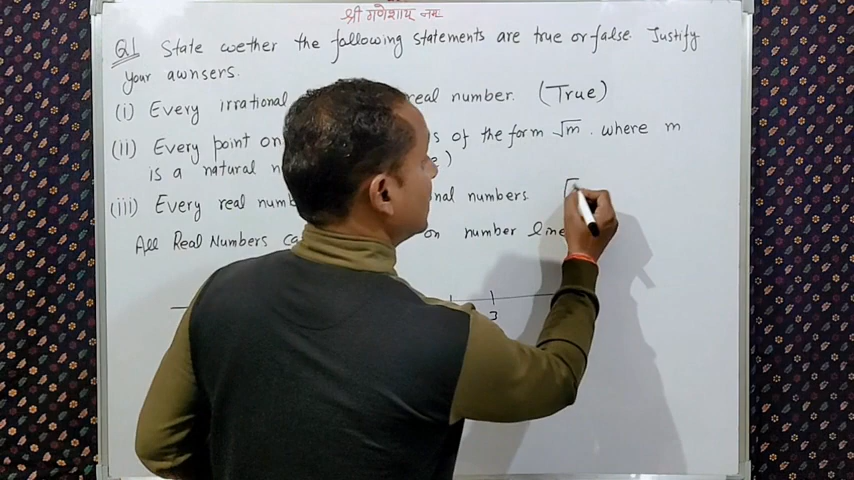 श्री गणेशाय नमः
Q1 State wether the following statements are true or false. Justify
your awnsers.
(i) Every irrational real number. (True)
(ii) Every point on of the form √m. where m
is a natural
(iii) Every real numbers.
All Real Numbers on number line
3